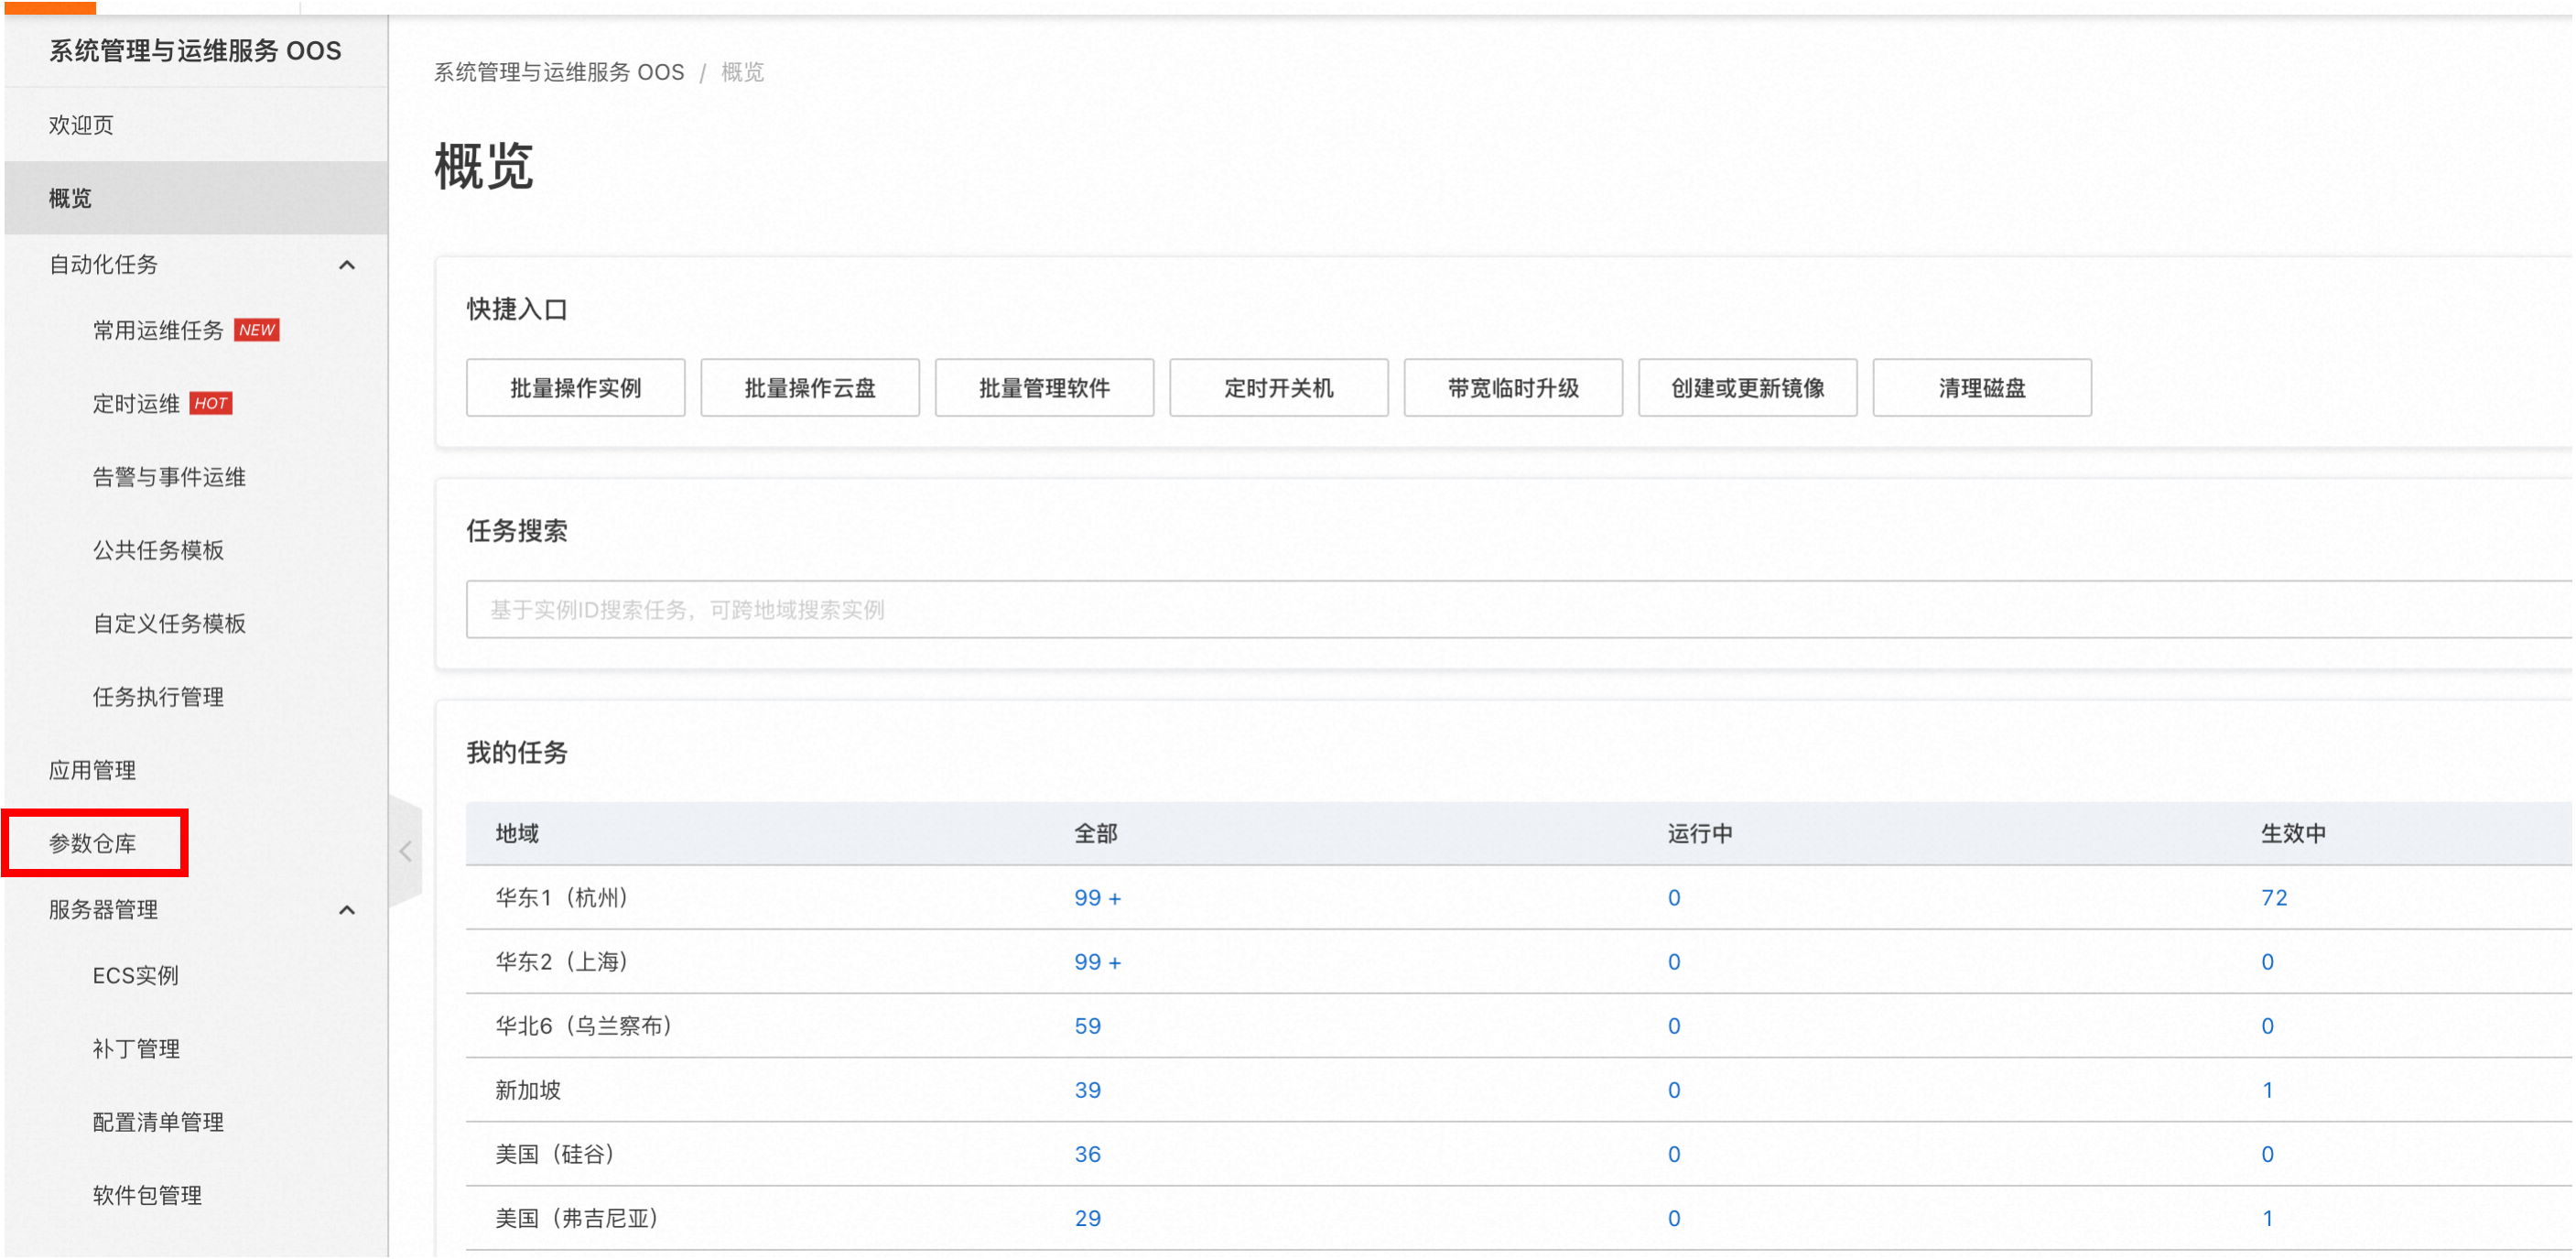 系统管理与运维服务 OOS
欢迎页
概览
自动化任务
常用运维任务 NEW
定时运维 HOT
告警与事件运维
公共任务模板
自定义任务模板
任务执行管理
应用管理
参数仓库
服务器管理
ECS实例
补丁管理
配置清单管理
软件包管理
系统管理与运维服务 OOS / 概览
概览
快捷入口
批量操作实例 批量操作云盘 批量管理软件 定时开关机 带宽临时升级 创建或更新镜像 清理磁盘
任务搜索
基于实例ID搜索任务，可跨地域搜索实例
我的任务
地域 全部 运行中 生效中
华东1（杭州） 99 + 0 72
华东2（上海） 99 + 0 0
华北6（乌兰察布） 59 0 0
新加坡 39 0 1
美国（硅谷） 36 0 0
美国（弗吉尼亚） 29 0 1